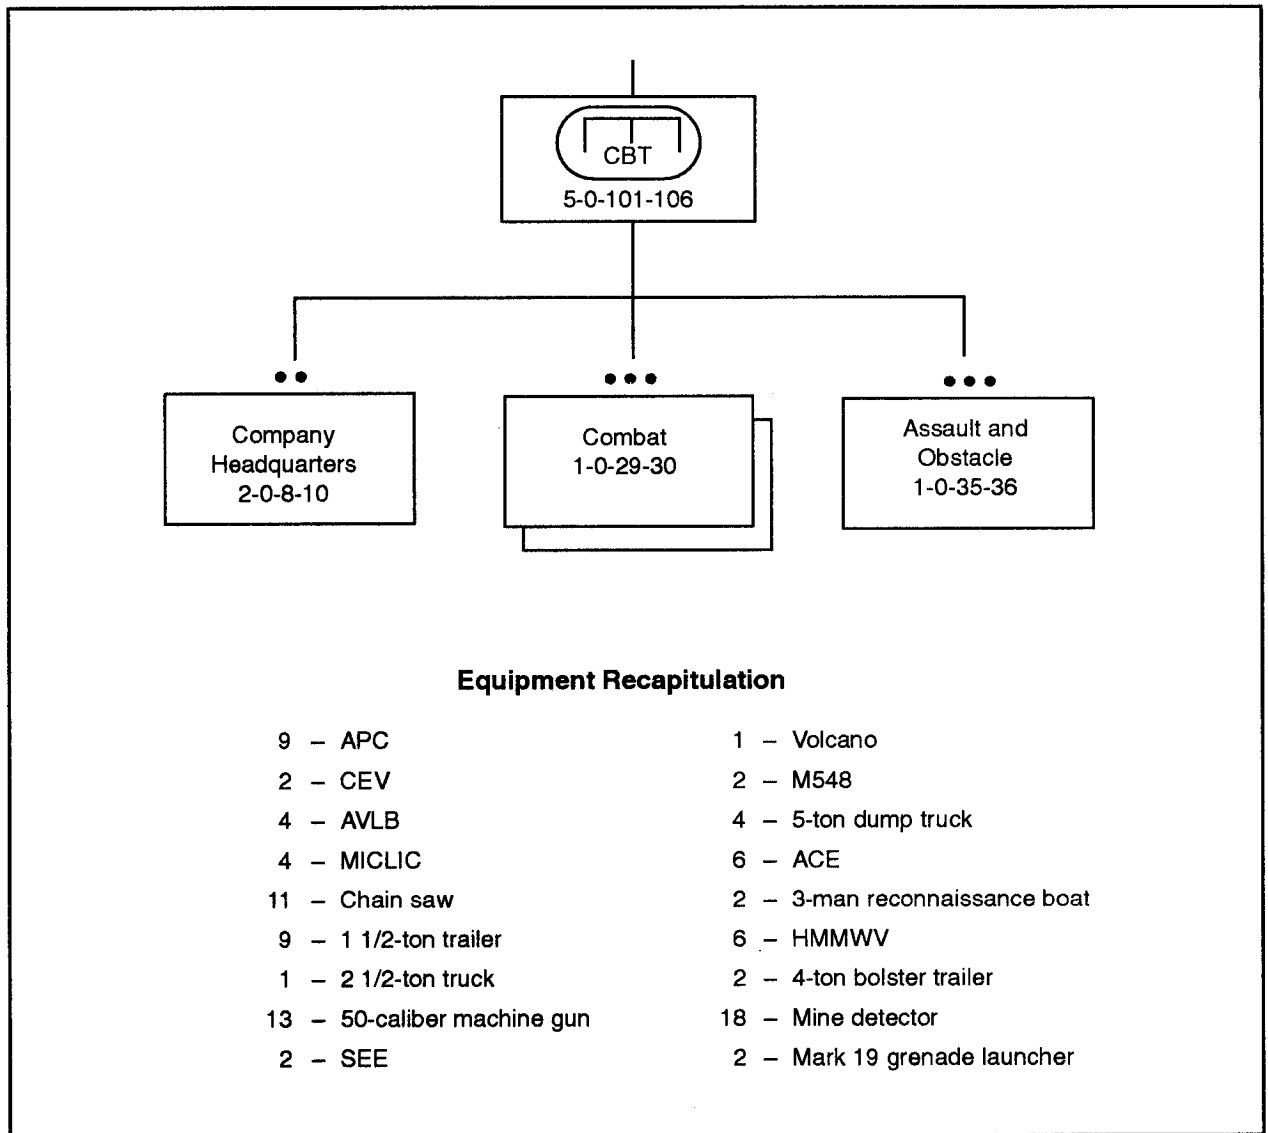 CBT
5-0-101-106
Company
Headquarters
2-0-8-10
Combat
1-0-29-30
Assault and
Obstacle
1-0-35-36
Equipment Recapitulation
9 – APC
2 – CEV
4 – AVLB
4 – MICLIC
11 – Chain saw
9 – 1 1/2-ton trailer
1 – 2 1/2-ton truck
13 – 50-caliber machine gun
2 – SEE
1 – Volcano
2 – M548
4 – 5-ton dump truck
6 – ACE
2 – 3-man reconnaissance boat
6 – HMMWV
2 – 4-ton bolster trailer
18 – Mine detector
2 – Mark 19 grenade launcher